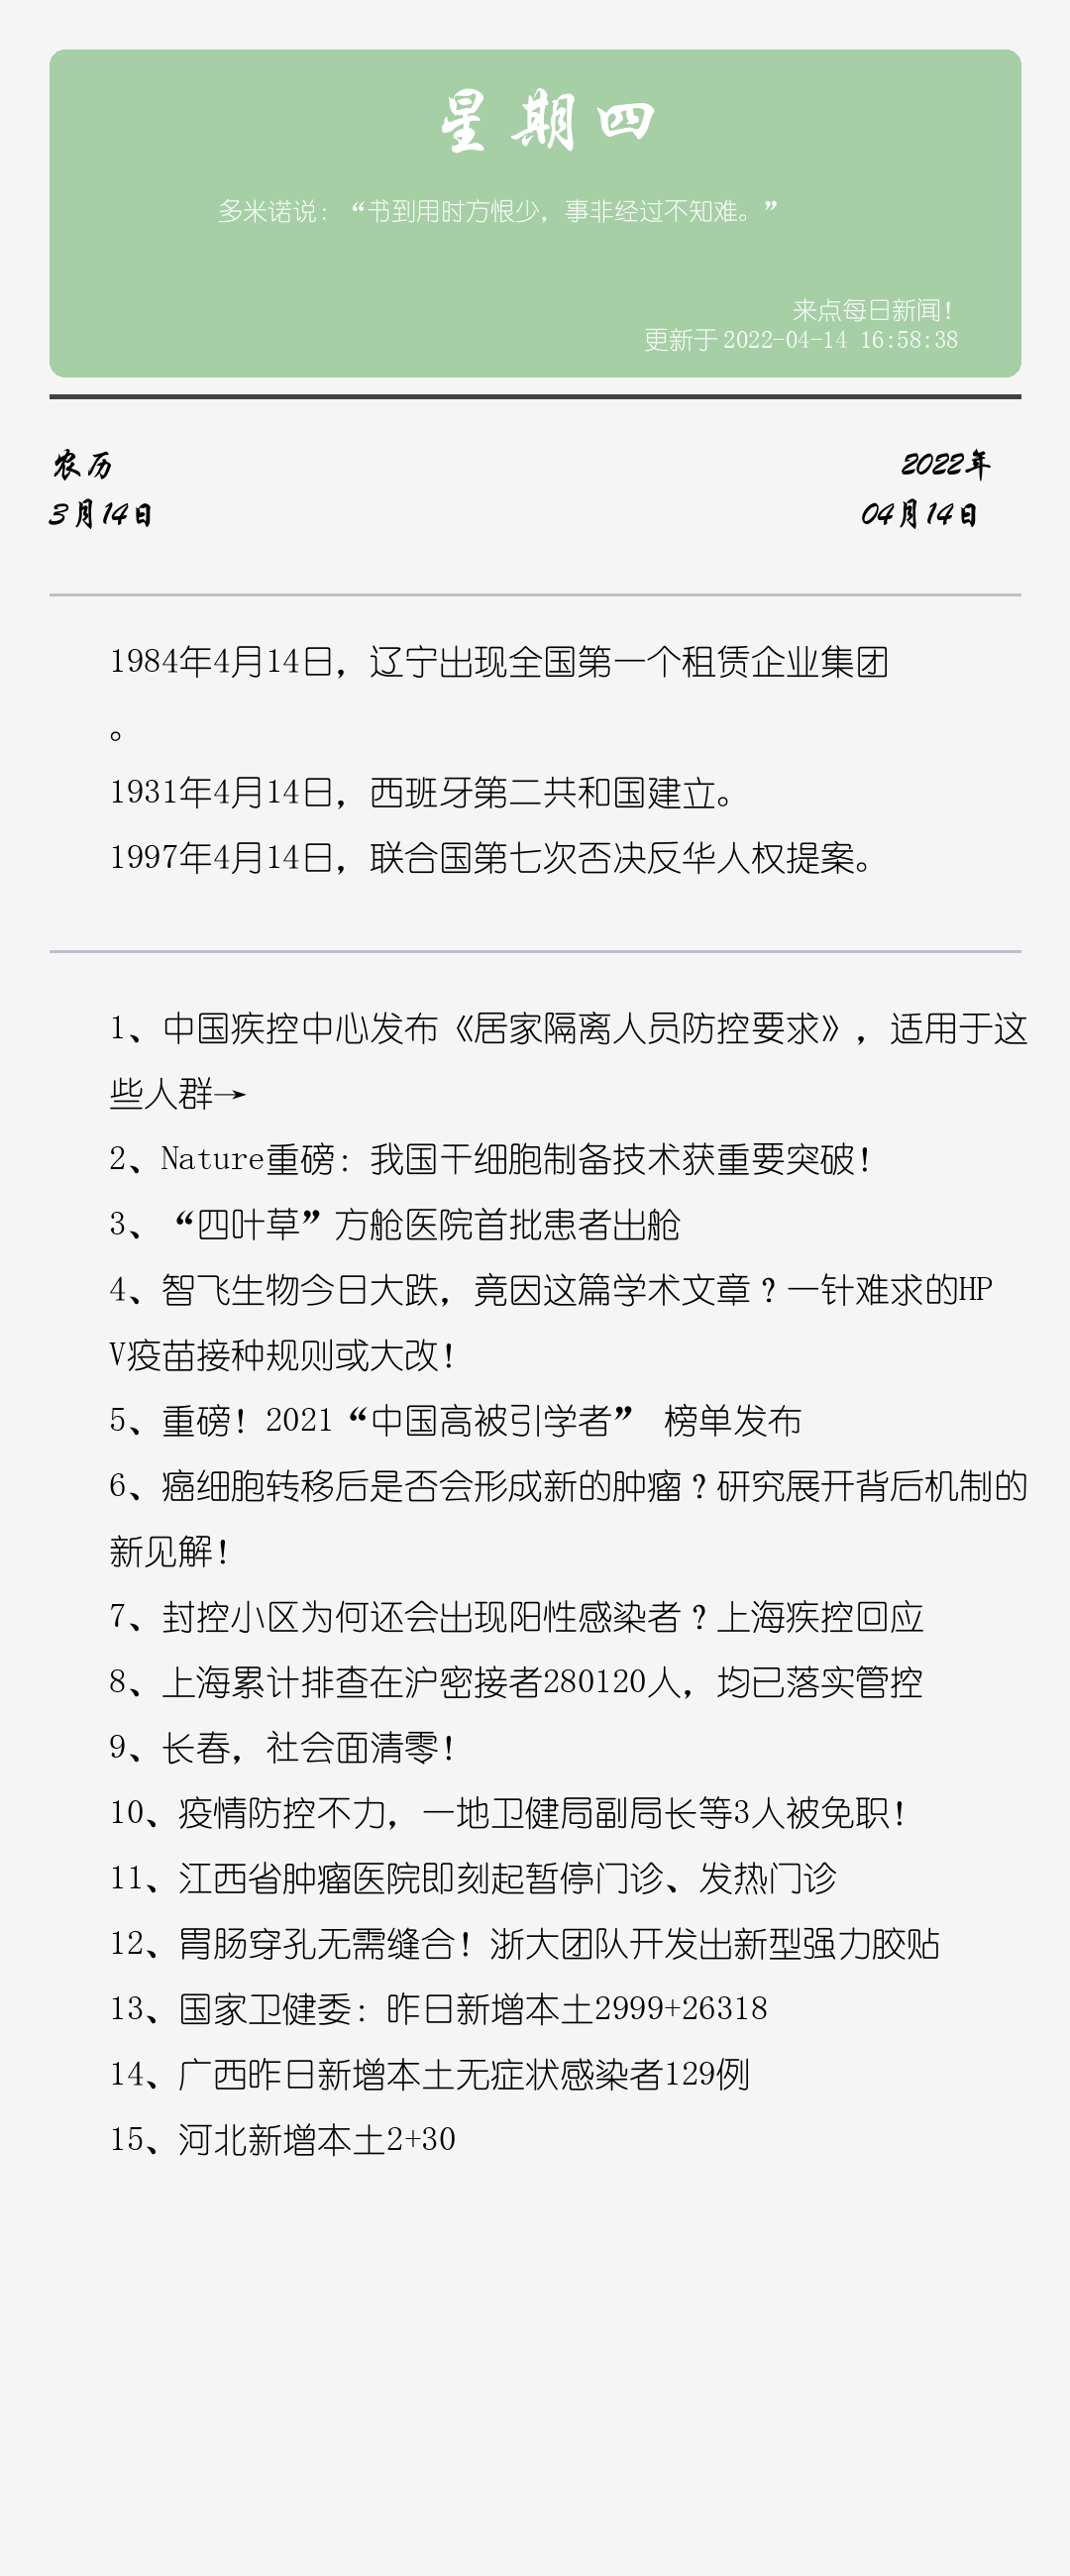 星期四
多米诺说：“书到用时方恨少，事非经过不知难。”
来点每日新闻！
更新于 2022-04-14 16:58:38
农历
2022年
3月14日
04月14日
1984年4月14日，辽宁出现全国第一个租赁企业集团
。
1931年4月14日，西班牙第二共和国建立。
1997年4月14日，联合国第七次否决反华人权提案。
1、中国疾控中心发布《居家隔离人员防控要求》，适用于这
些人群→
2、Nature重磅：我国干细胞制备技术获重要突破！
3、“四叶草”方舱医院首批患者出舱
4、智飞生物今日大跌，竟因这篇学术文章？一针难求的HP
V疫苗接种规则或大改！
5、重磅！2021“中国高被引学者” 榜单发布
6、癌细胞转移后是否会形成新的肿瘤？研究展开背后机制的
新见解！
7、封控小区为何还会出现阳性感染者？上海疾控回应
8、上海累计排查在沪密接者280120人，均已落实管控
9、长春，社会面清零！
10、疫情防控不力，一地卫健局副局长等3人被免职！
11、江西省肿瘤医院即刻起暂停门诊、发热门诊
12、胃肠穿孔无需缝合！浙大团队开发出新型强力胶贴
13、国家卫健委：昨日新增本土2999+26318
14、广西昨日新增本土无症状感染者129例
15、河北新增本土2+30